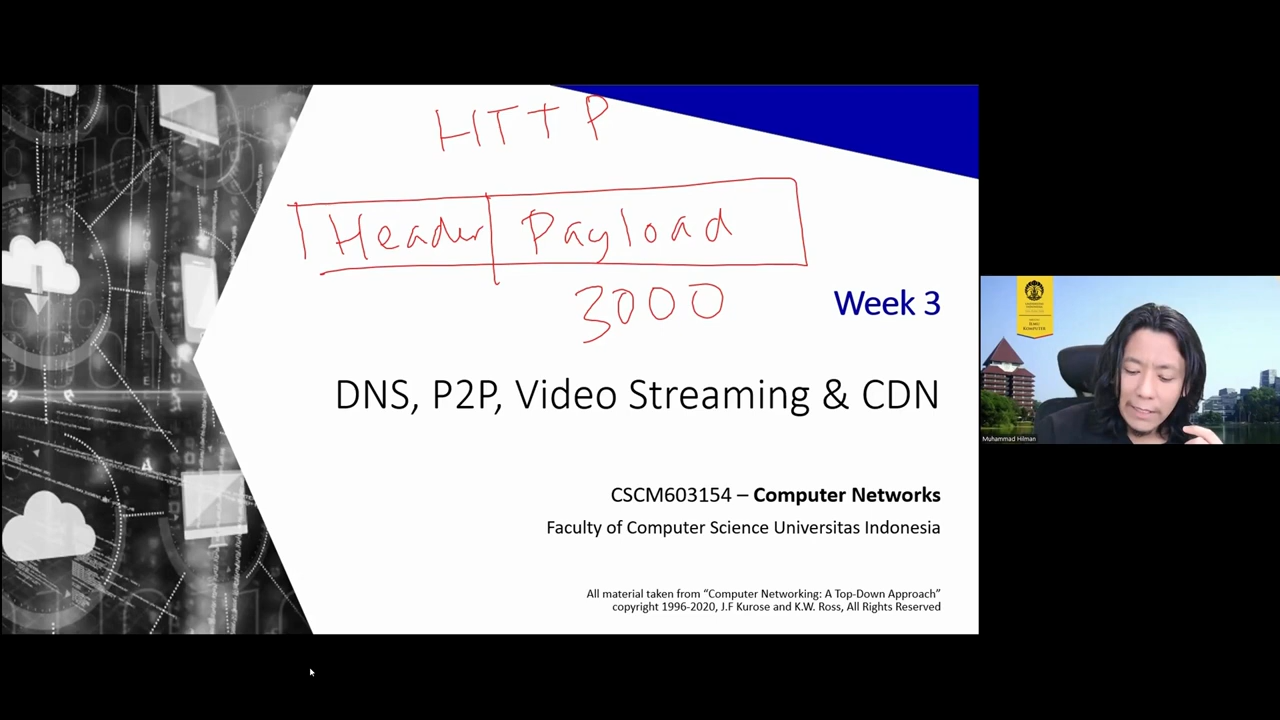 HTTP
Header Payload
3000
Week 3
DNS, P2P, Video Streaming & CDN
CSCM603154 – Computer Networks
Faculty of Computer Science Universitas Indonesia
All material taken from “Computer Networking: A Top-Down Approach”
copyright 1996-2020, J.F Kurose and K.W. Ross, All Rights Reserved
ILMU
KOMPUTER
Muhammad Hilman